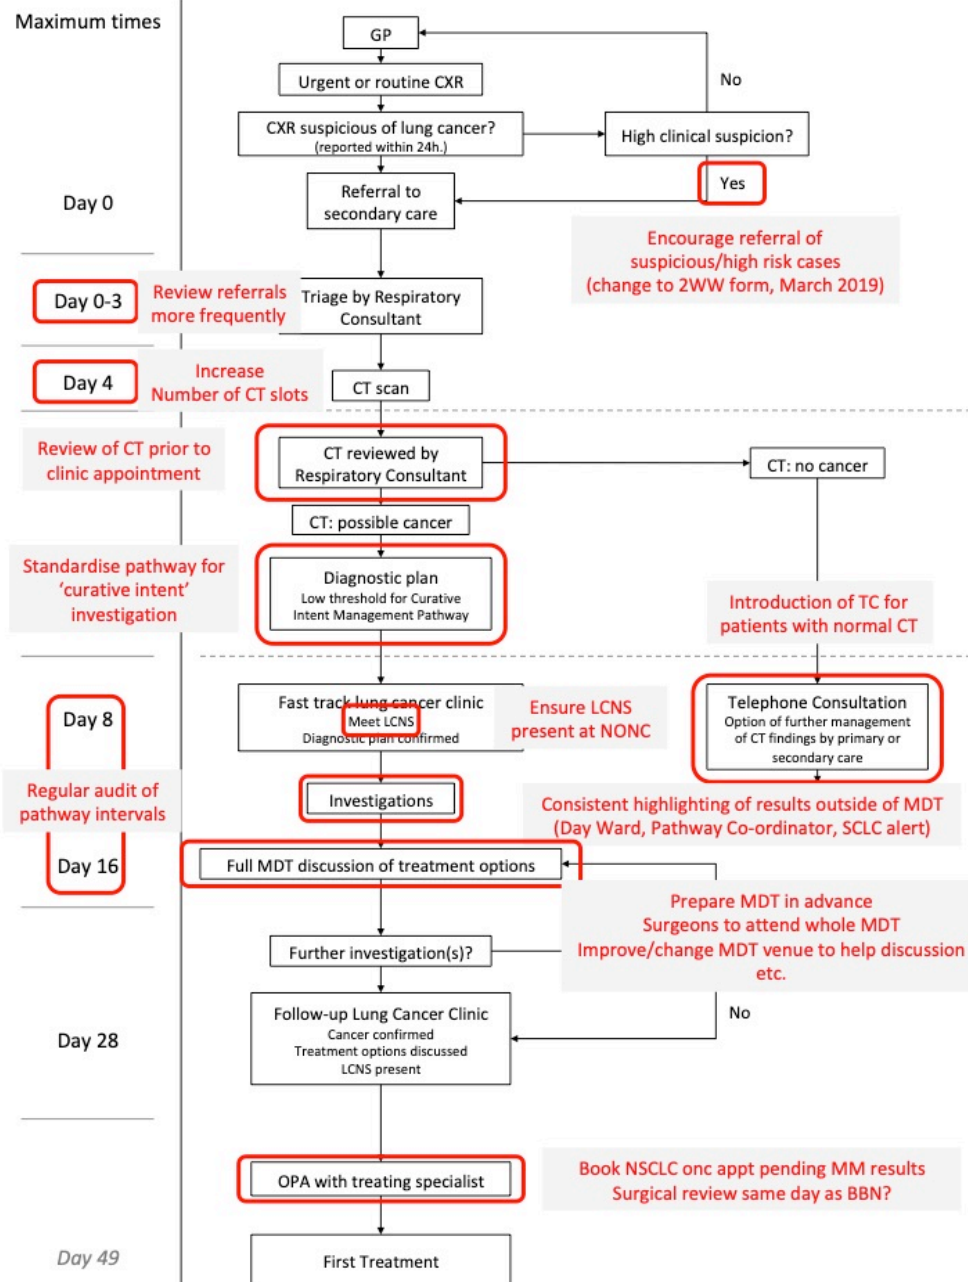 Maximum times
GP
No
Urgent or routine CXR
CXR suspicious of lung cancer?
(reported within 24h.)
High clinical suspicion?
Yes
Day 0
Referral to
secondary care
Encourage referral of
suspicious/high risk cases
(change to 2WW form, March 2019)
Day 0-3
Review referrals
more frequently
Triage by Respiratory
Consultant
Day 4
Increase
Number of CT slots
CT scan
Review of CT prior to
clinic appointment
CT reviewed by
Respiratory Consultant
CT: no cancer
CT: possible cancer
Standardise pathway for
‘curative intent’
investigation
Diagnostic plan
Low threshold for Curative
Intent Management Pathway
Introduction of TC for
patients with normal CT
Day 8
Fast track lung cancer clinic
Meet LCNS
Diagnostic plan confirmed
Ensure LCNS
present at NONC
Telephone Consultation
Option of further management
of CT findings by primary or
secondary care
Regular audit of
pathway intervals
Investigations
Consistent highlighting of results outside of MDT
(Day Ward, Pathway Co-ordinator, SCLC alert)
Day 16
Full MDT discussion of treatment options
Prepare MDT in advance
Surgeons to attend whole MDT
Improve/change MDT venue to help discussion
etc.
Further investigation(s)?
No
Day 28
Follow-up Lung Cancer Clinic
Cancer confirmed
Treatment options discussed
LCNS present
OPA with treating specialist
Book NSCLC onc appt pending MM results
Surgical review same day as BBN?
Day 49
First Treatment